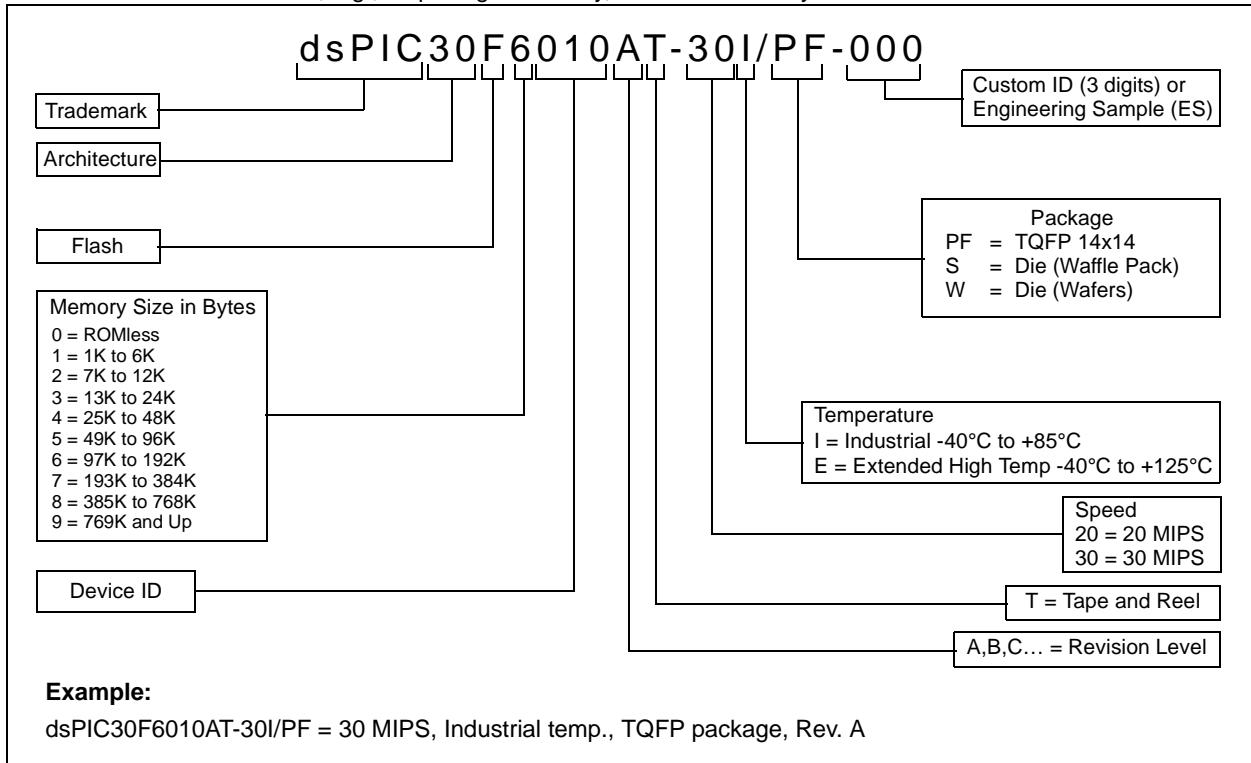 dsPIC30F6010AT-30I/PF-000
Custom ID (3 digits) or
Engineering Sample (ES)
Trademark
Architecture
Flash
Package
PF = TQFP 14x14
S = Die (Waffle Pack)
W = Die (Wafers)
Memory Size in Bytes
0 = ROMless
1 = 1K to 6K
2 = 7K to 12K
3 = 13K to 24K
4 = 25K to 48K
5 = 49K to 96K
6 = 97K to 192K
7 = 193K to 384K
8 = 385K to 768K
9 = 769K and Up
Temperature
I = Industrial -40°C to +85°C
E = Extended High Temp -40°C to +125°C
Speed
20 = 20 MIPS
30 = 30 MIPS
Device ID
T = Tape and Reel
A,B,C… = Revision Level
Example:
dsPIC30F6010AT-30I/PF = 30 MIPS, Industrial temp., TQFP package, Rev. A